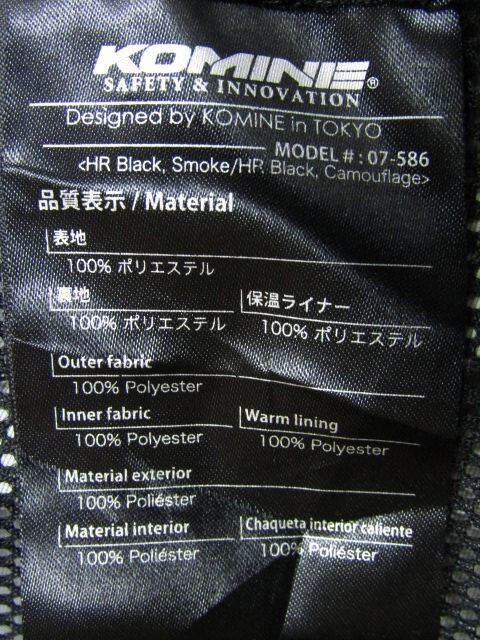 KOMINE®
SAFETY & INNOVATION
Designed by KOMINE in TOKYO
MODEL # : 07-586
<HR Black, Smoke/HR Black, Camouflage>
品質表示 / Material
表地
100% ポリエステル
裏地 保温ライナー
100% ポリエステル 100% ポリエステル
Outer fabric
100% Polyester
Inner fabric Warm lining
100% Polyester 100% Polyester
Material exterior
100% Poliéster
Material interior Chaqueta interior caliente
100% Poliéster 100% Poliéster